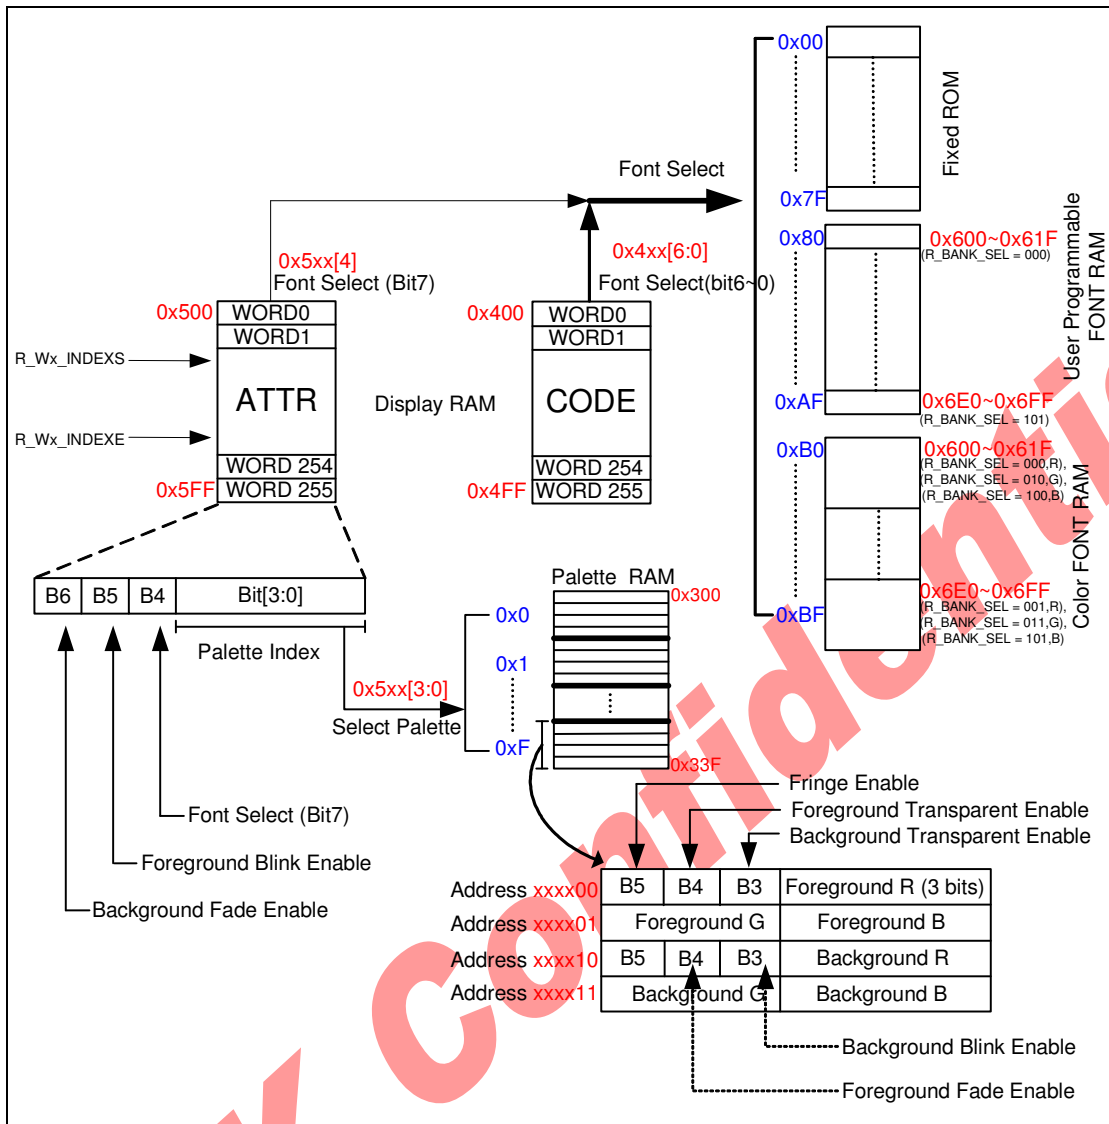 0x00
0x7F
Fixed ROM
Font Select
0x80
0xAF
0x600~0x61F
(R_BANK_SEL = 000)
0x6E0~0x6FF
(R_BANK_SEL = 101)
User Programmable
FONT RAM
0xB0
0xBF
0x600~0x61F
(R_BANK_SEL = 000,R),
(R_BANK_SEL = 010,G),
(R_BANK_SEL = 100,B)
0x6E0~0x6FF
(R_BANK_SEL = 001,R),
(R_BANK_SEL = 011,G),
(R_BANK_SEL = 101,B)
Color FONT RAM
0x5xx[4]
Font Select (Bit7)
0x4xx[6:0]
Font Select(bit6~0)
0x500
WORD0
WORD1
R_Wx_INDEXS
ATTR
R_Wx_INDEXE
WORD 254
0x5FF
WORD 255
Display RAM
0x400
WORD0
WORD1
CODE
WORD 254
0x4FF
WORD 255
B6
B5
B4
Bit[3:0]
Palette Index
0x5xx[3:0]
Select Palette
Font Select (Bit7)
Foreground Blink Enable
Background Fade Enable
Palette RAM
0x300
0x0
0x1
0xF
0x33F
Fringe Enable
Foreground Transparent Enable
Background Transparent Enable
Address xxxx00
B5
B4
B3
Foreground R (3 bits)
Address xxxx01
Foreground G
Foreground B
Address xxxx10
B5
B4
B3
Background R
Address xxxx11
Background G
Background B
Background Blink Enable
Foreground Fade Enable